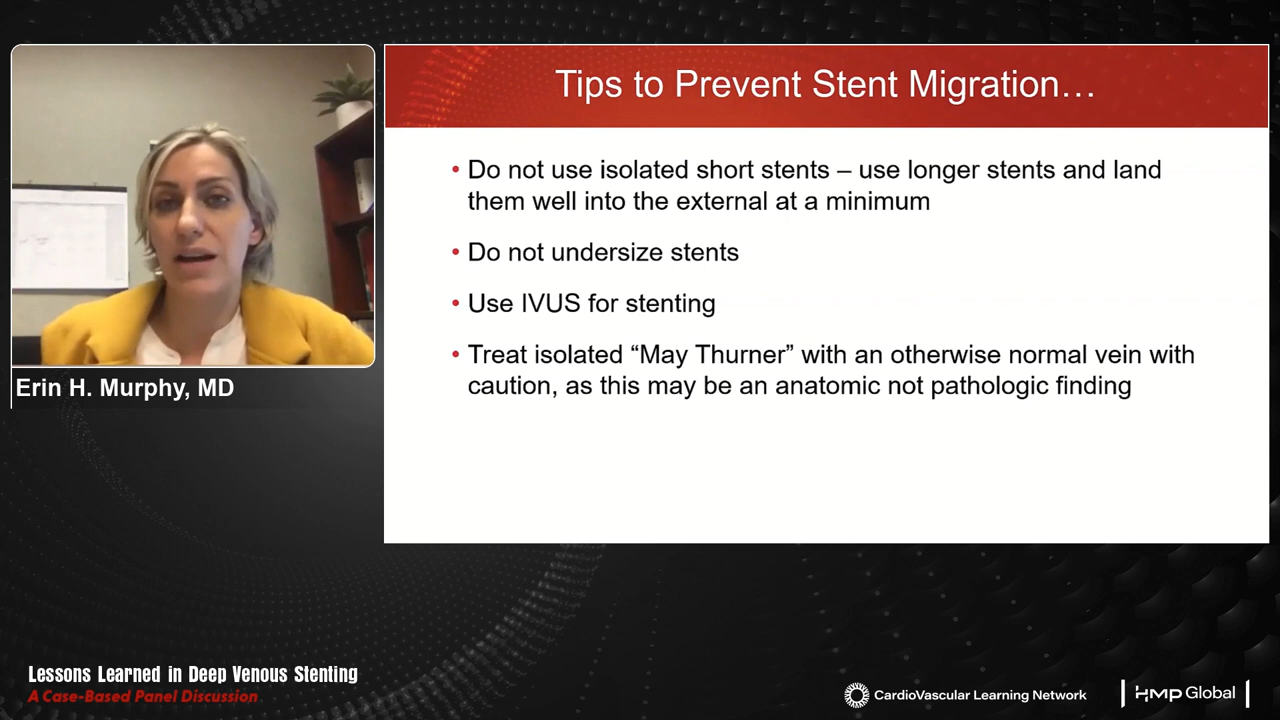 Tips to Prevent Stent Migration…
• Do not use isolated short stents – use longer stents and land
them well into the external at a minimum
• Do not undersize stents
• Use IVUS for stenting
• Treat isolated “May Thurner” with an otherwise normal vein with
caution, as this may be an anatomic not pathologic finding
Erin H. Murphy, MD
Lessons Learned in Deep Venous Stenting
A Case-Based Panel Discussion
CardioVascular Learning Network
HMP Global